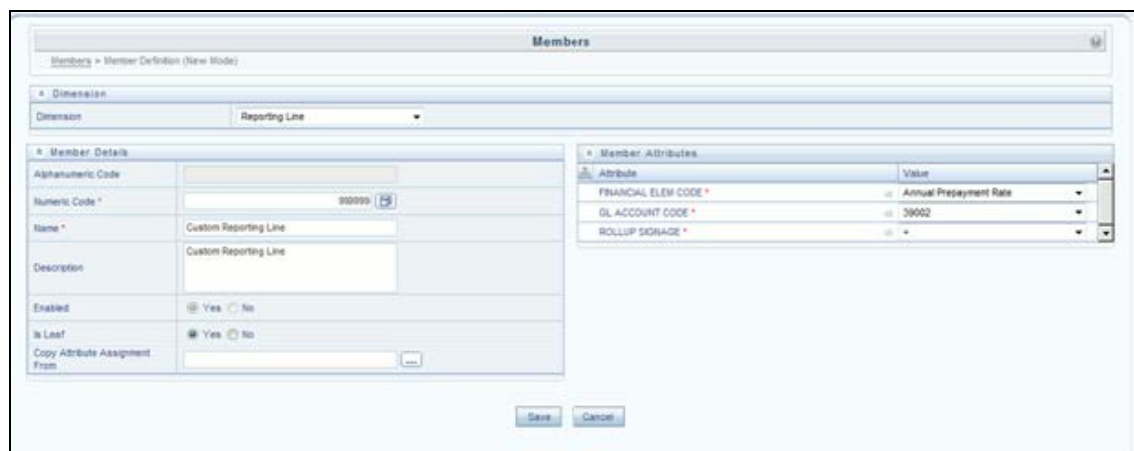 Members
Members > Member Definition (New Mode)
Dimension
Dimension
Reporting Line
Member Details
Alphanumeric Code
Numeric Code *
Name *
Custom Reporting Line
Description
Custom Reporting Line
Enabled
Yes No
Is Leaf
Yes No
Copy Attribute Assignment
From
...
Member Attributes
Attribute Value
FINANCIAL ELEM CODE * Annual Prepayment Rate
GL ACCOUNT CODE * 39002
ROLLUP SIGNAGE * +
Save Cancel